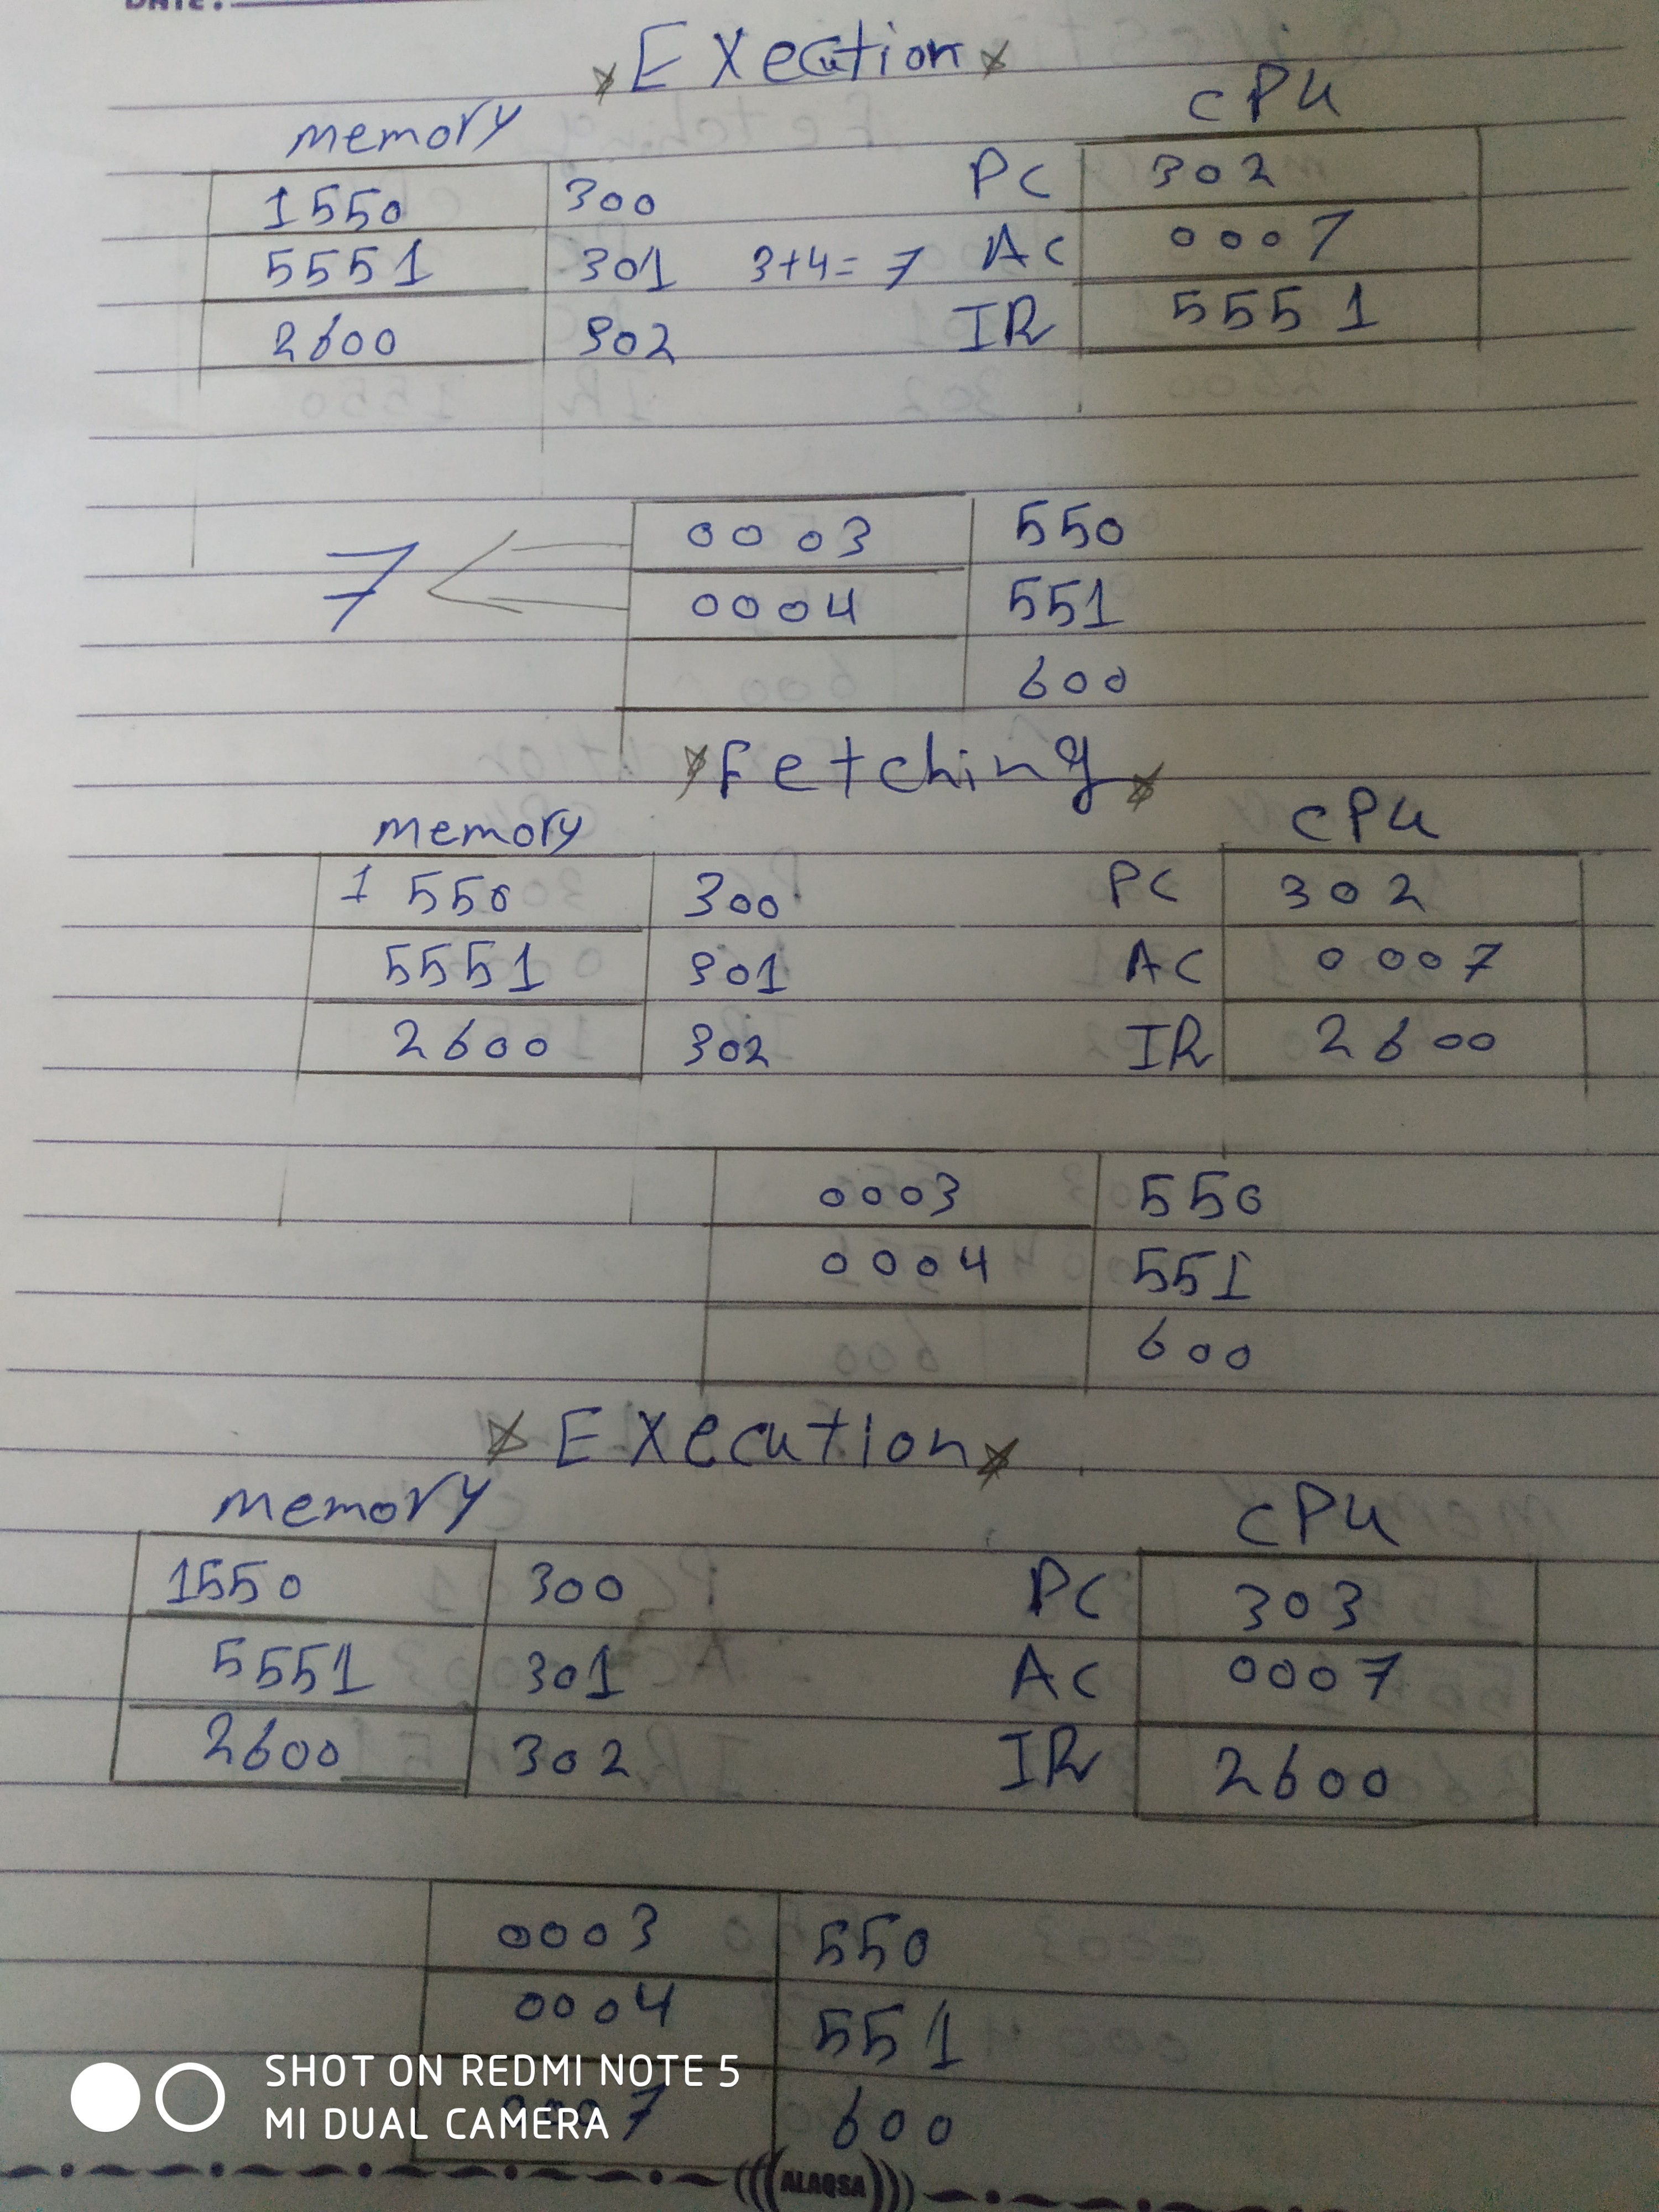 DATE:
EXecution
memory CPU
1550 300 PC 302
5551 301 3+4=7 AC 0007
2600 302 IR 5551
0003 550
7
0004 551
600
Fetching
memory CPU
1550 300 PC 302
5551 301 AC 0007
2600 302 IR 2600
0003 550
0004 551
600
EXecution
memory CPU
1550 300 PC 303
5551 301 AC 0007
2600 302 IR 2600
0003 550
0004 551
0007 600
SHOT ON REDMI NOTE 5
MI DUAL CAMERA
ALAQSA